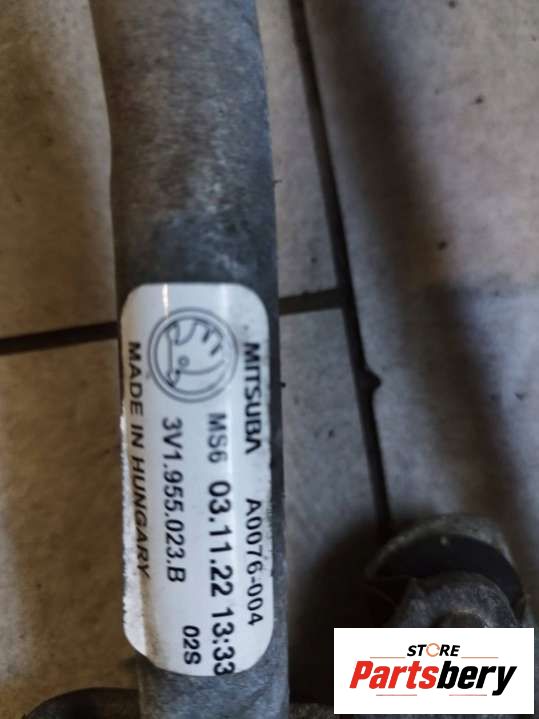 MITSUBA A0076-004
MS6 03.11.22 13:33
3V1.955.023.B 02S
MADE IN HUNGARY
STORE
Partsbery